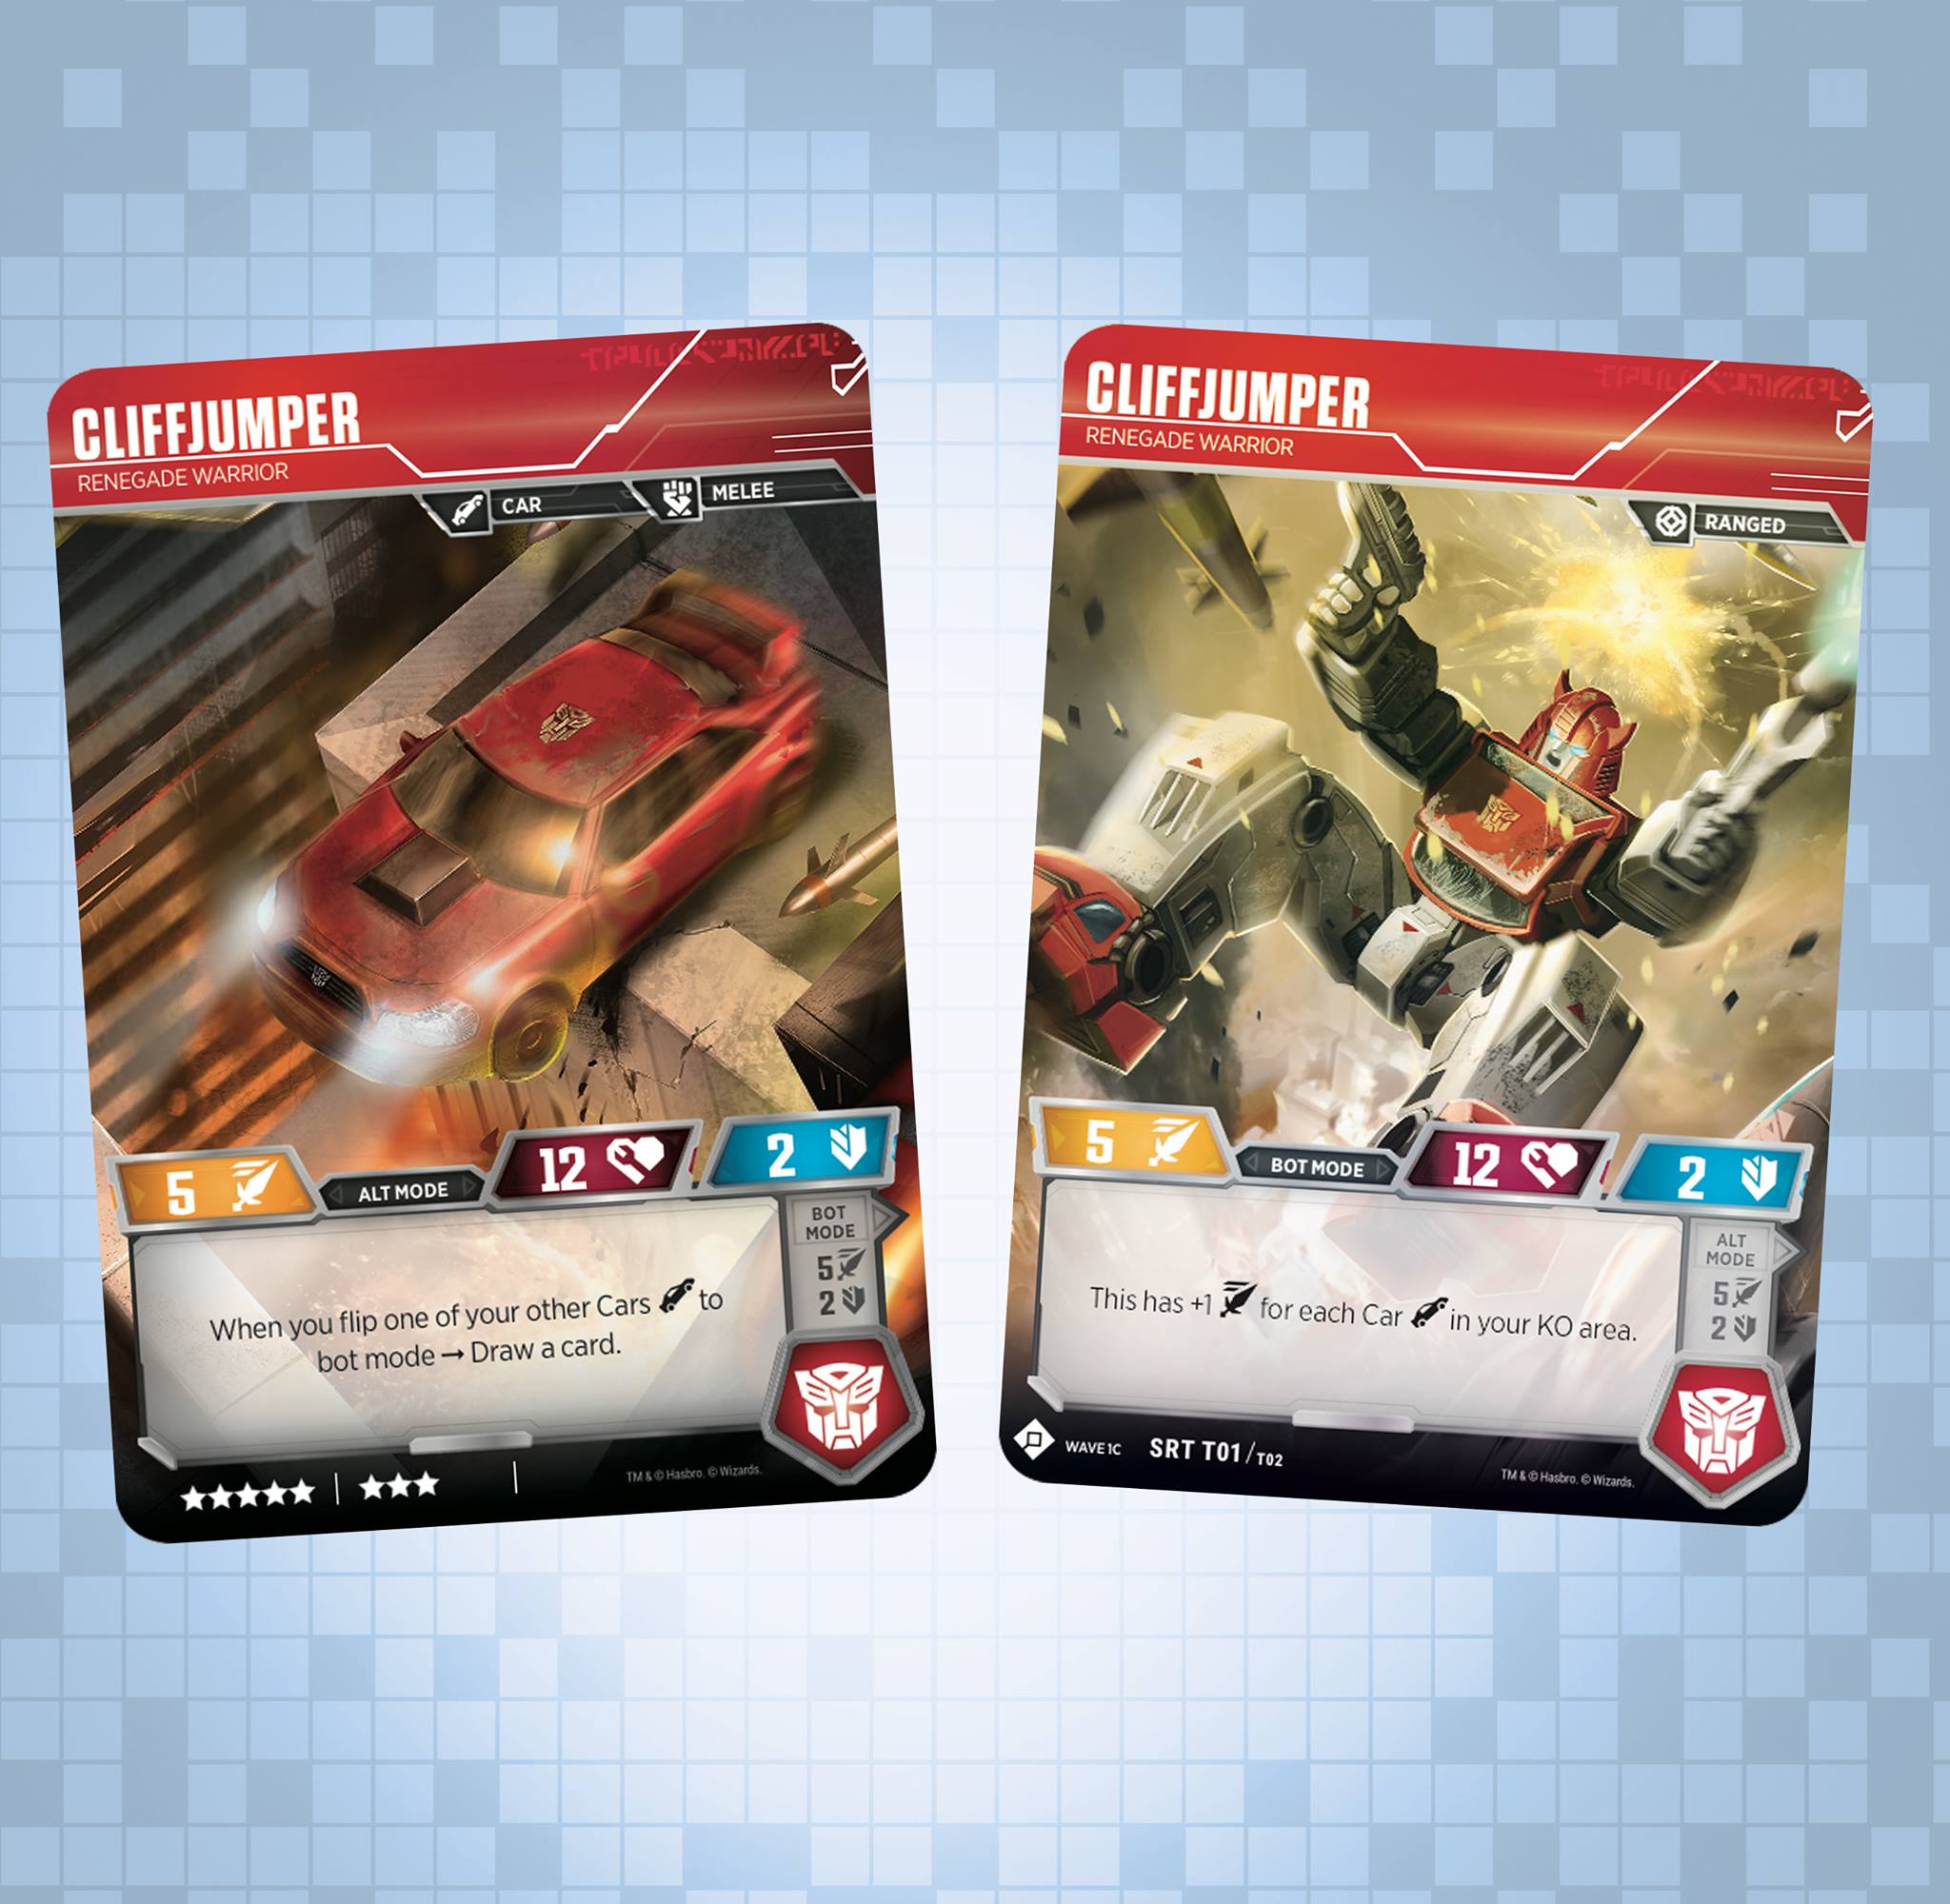 CLIFFJUMPER
RENEGADE WARRIOR
CAR
MELEE
5
ALT MODE
12
2
BOT
MODE
5
2
When you flip one of your other Cars to
bot mode → Draw a card.
TM & © Hasbro. © Wizards.
CLIFFJUMPER
RENEGADE WARRIOR
RANGED
5
BOT MODE
12
2
ALT
MODE
5
2
This has +1 for each Car in your KO area.
WAVE 1C SRT T01/T02
TM & © Hasbro. © Wizards.